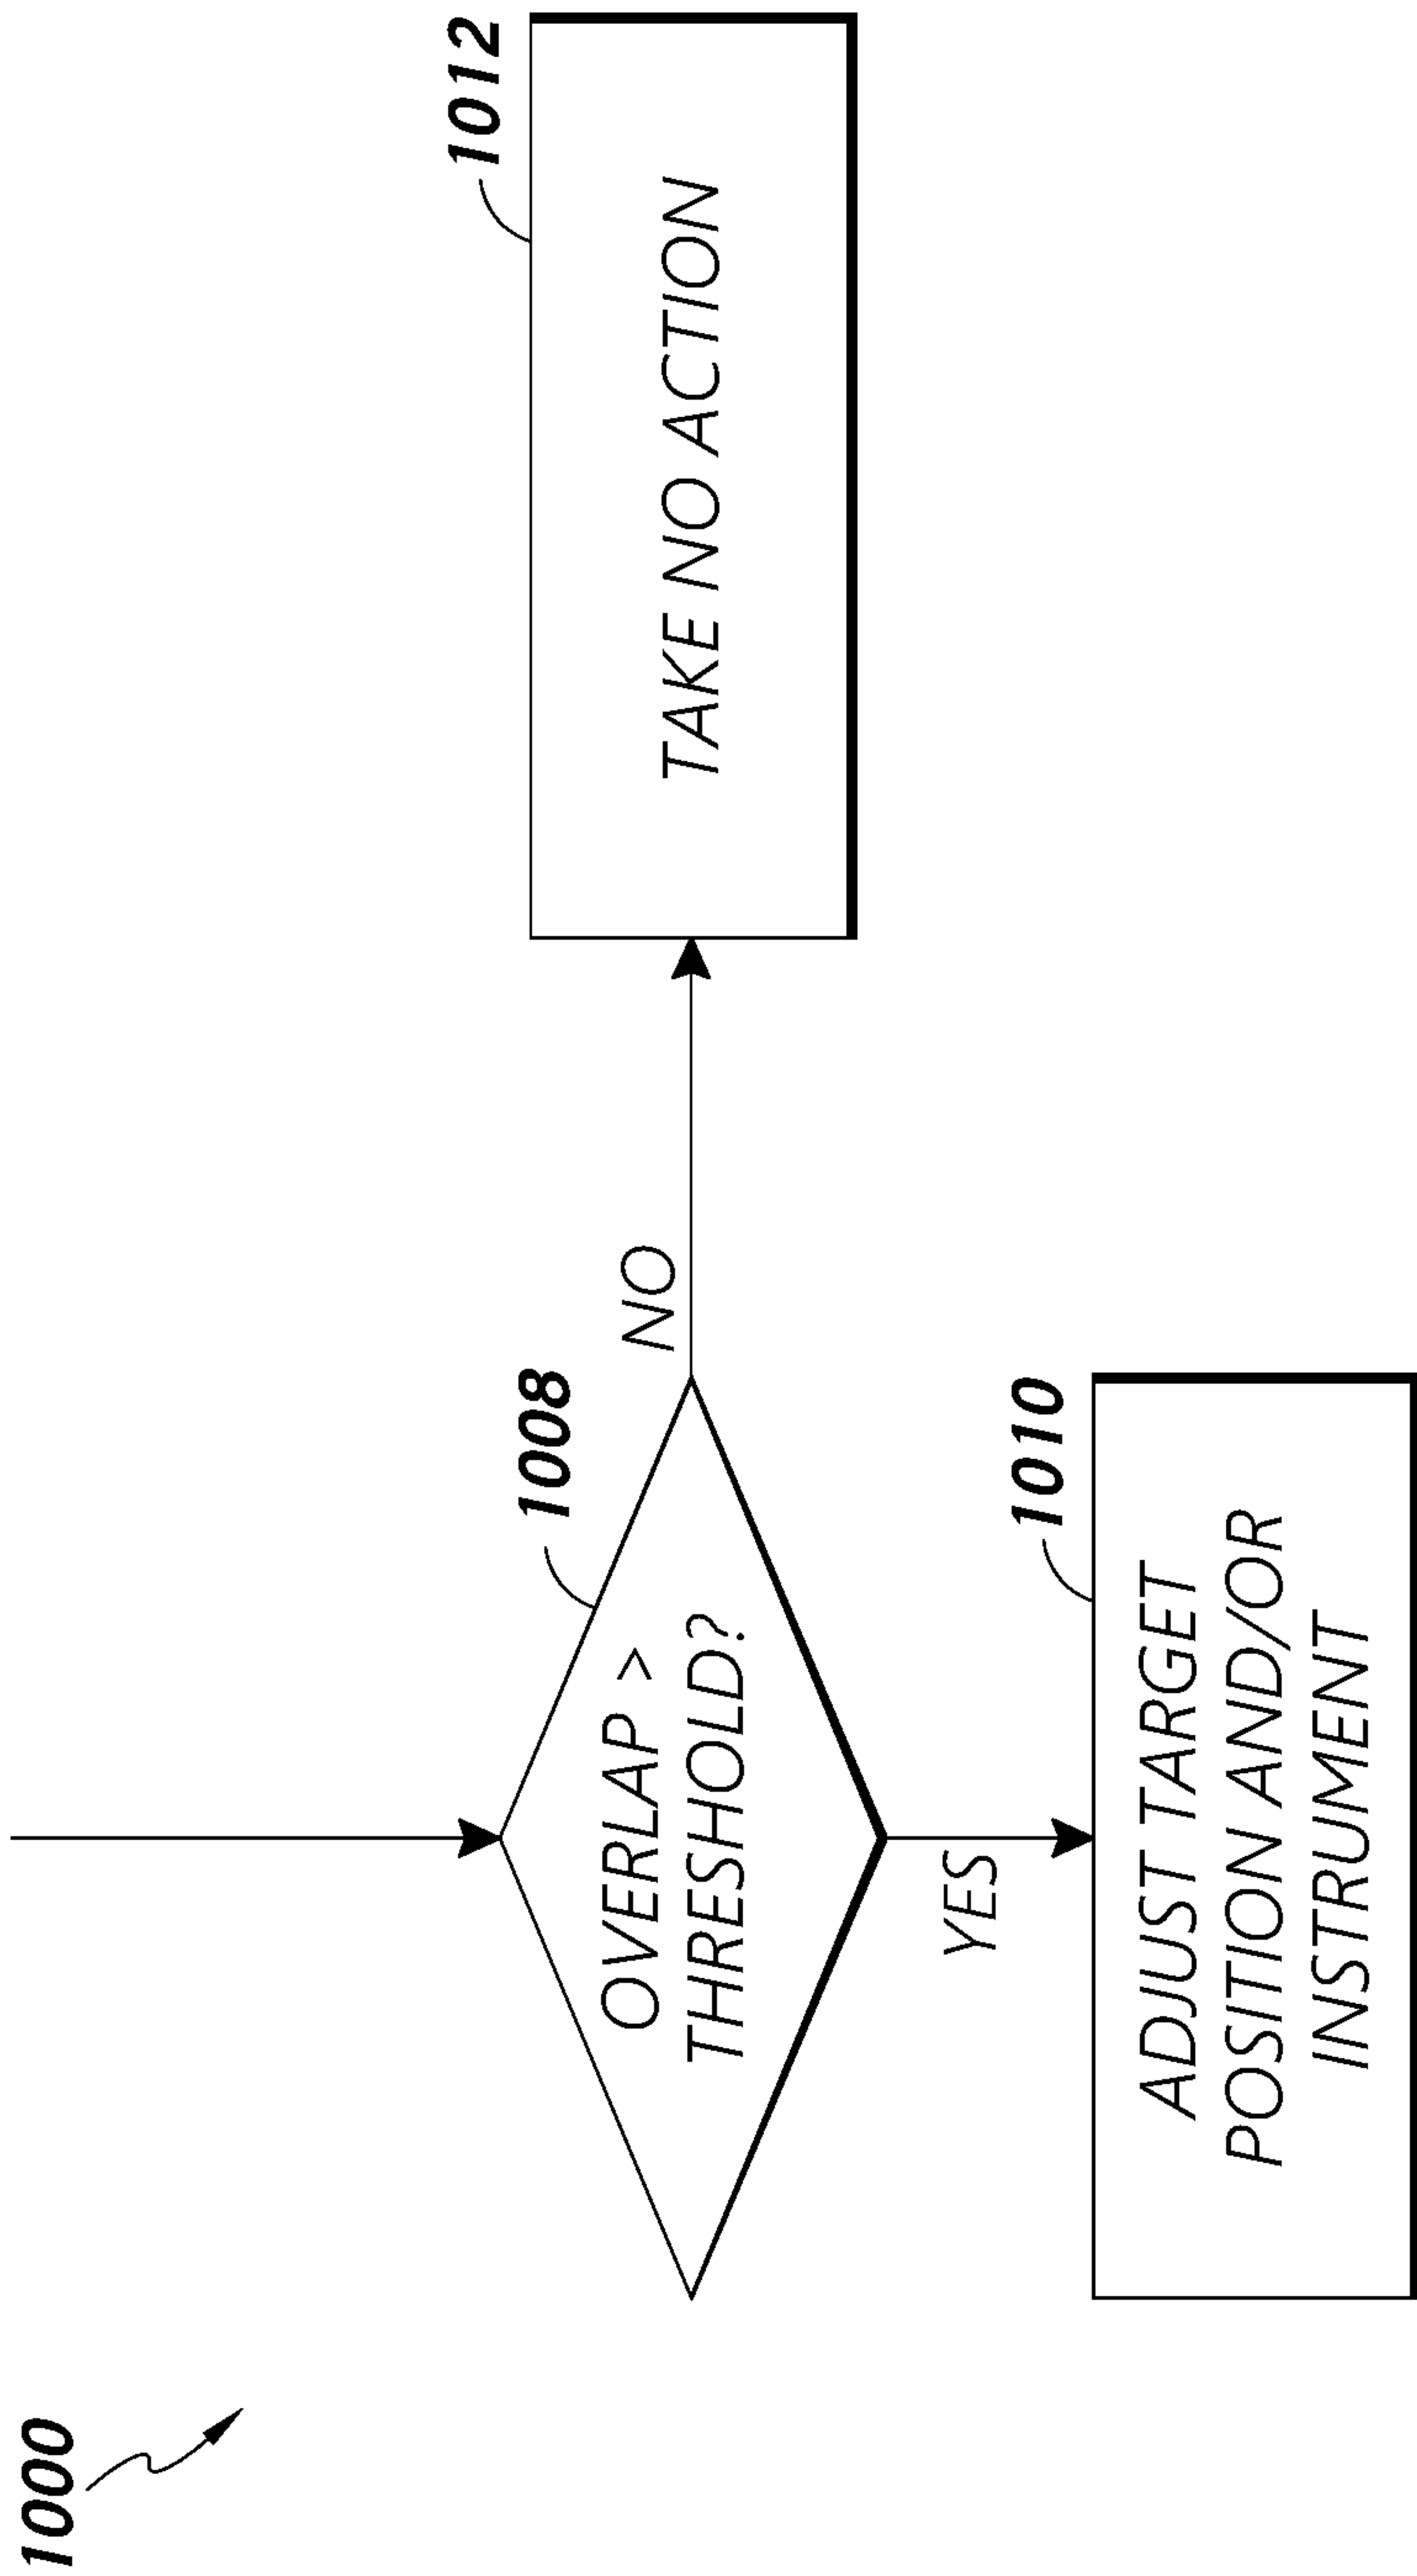 1000
1008
OVERLAP >
THRESHOLD?
NO
1012
TAKE NO ACTION
YES
1010
ADJUST TARGET
POSITION AND/OR
INSTRUMENT